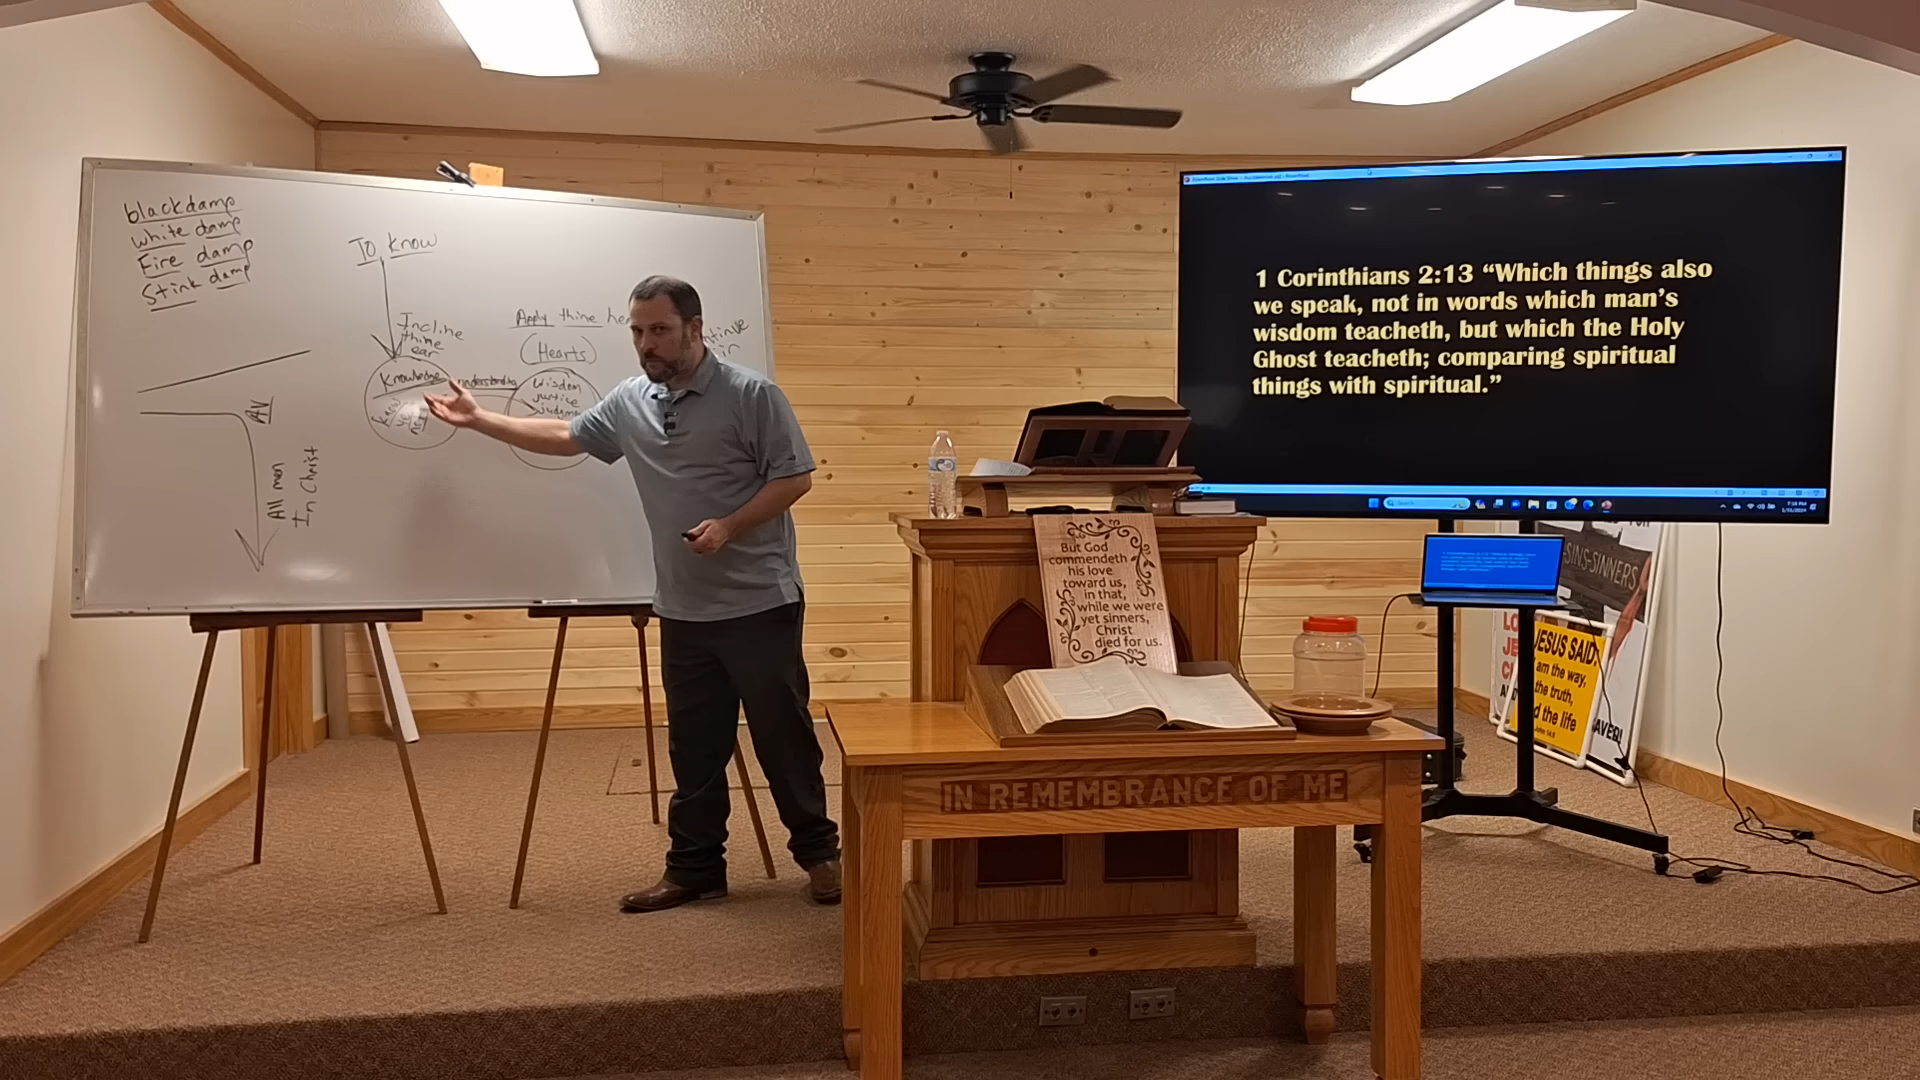 blackdamp
White damp
Fire damp
Stink damp
To know
Incline
thine
ear
Knowledge
understanding
Apply thine
(Hearts)
wisdom
justice
AV
All men
In Christ
1 Corinthians 2:13 “Which things also
we speak, not in words which man’s
wisdom teacheth, but which the Holy
Ghost teacheth; comparing spiritual
things with spiritual.”
Search
But God
commendeth
his love
toward us,
in that,
while we were
yet sinners,
Christ
died for us.
IN REMEMBRANCE OF ME
SINS-SINNERS
JESUS SAID:
am the way,
the truth,
the life